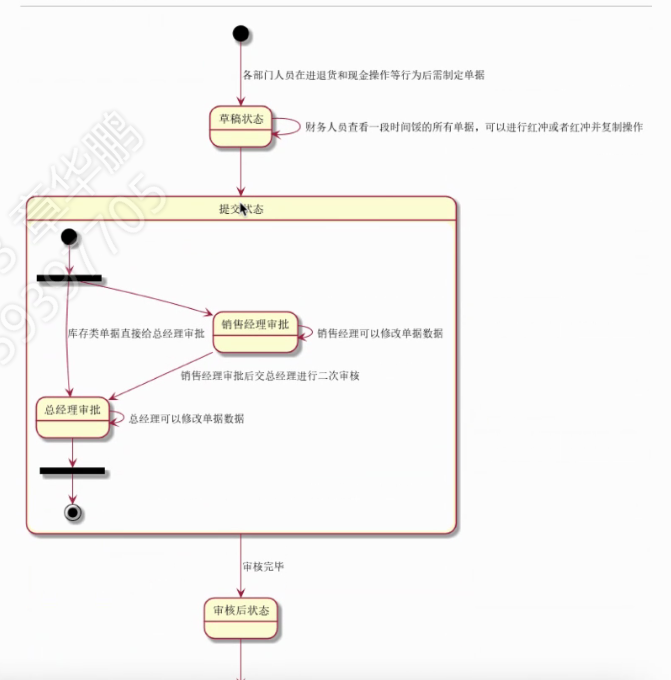 各部门人员在进退货和现金操作等行为后需制定单据
草稿状态
财务人员查看一段时间馁的所有单据，可以进行红冲或者红冲并复制操作
提交状态
销售经理审批
库存类单据直接给总经理审批
销售经理可以修改单据数据
销售经理审批后交总经理进行二次审核
总经理审批
总经理可以修改单据数据
审核完毕
审核后状态
章华鹏